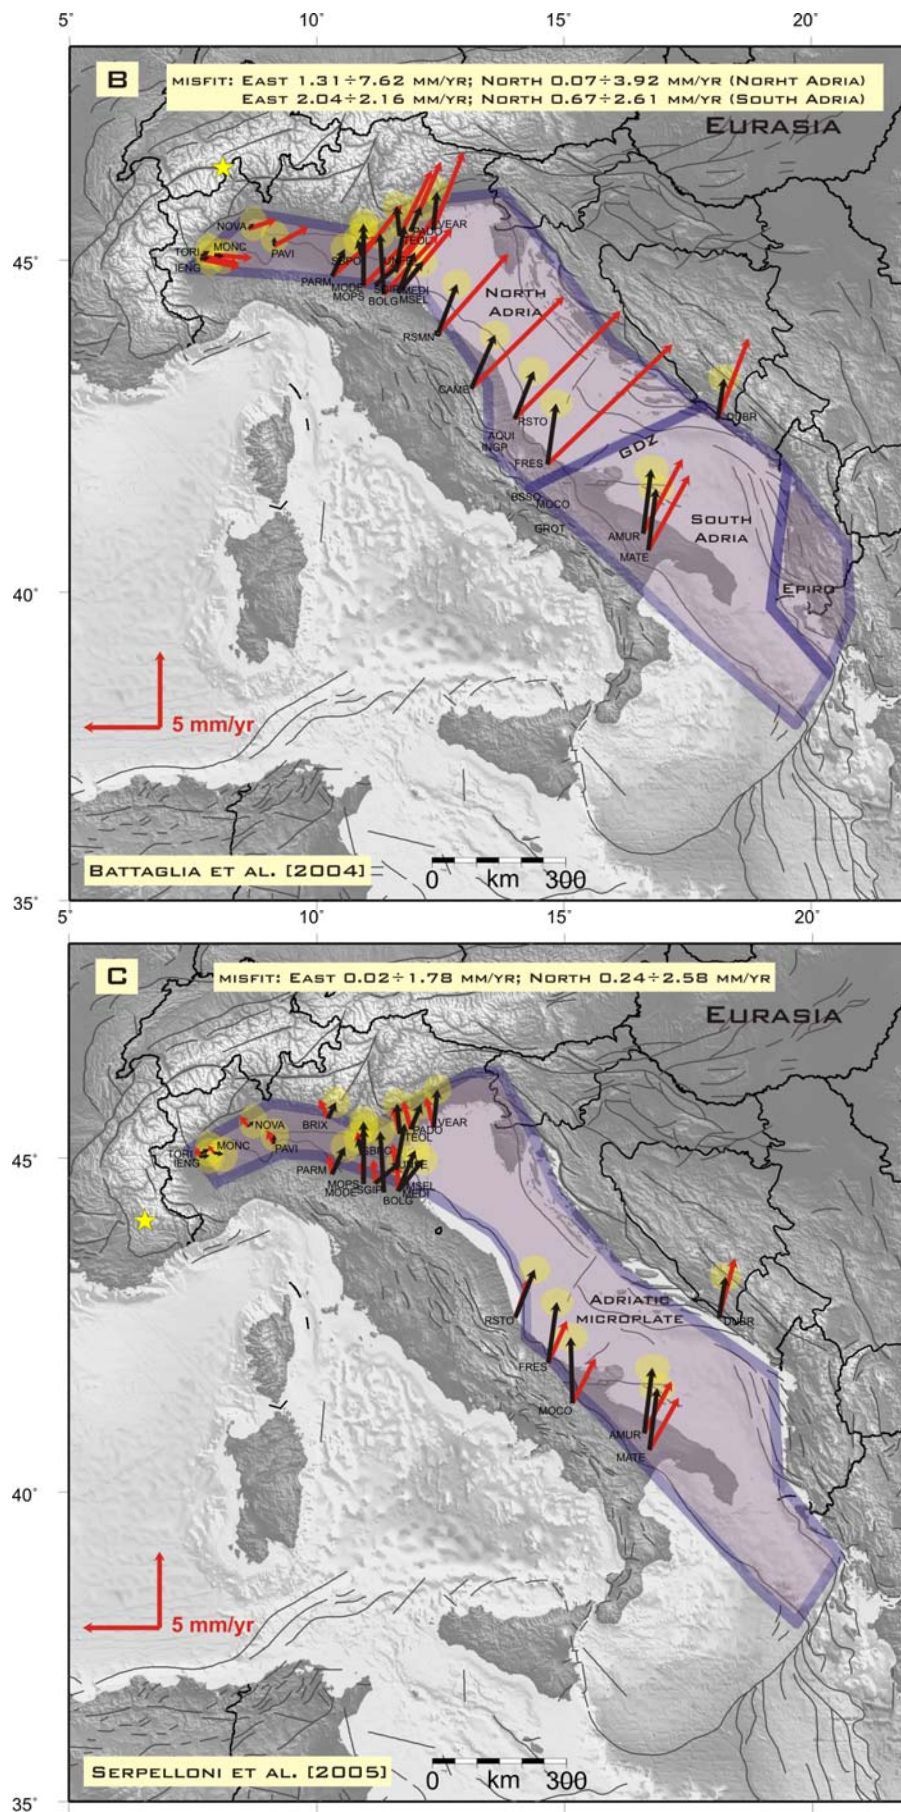 5° 10° 15° 20°
B
MISFIT: EAST 1.31÷7.62 MM/YR; NORTH 0.07÷3.92 MM/YR (NORHT ADRIA)
EAST 2.04÷2.16 MM/YR; NORTH 0.67÷2.61 MM/YR (SOUTH ADRIA)
EURASIA
NOVA
VEAR
PADO
TEOL
TORI
MONC
45°
IENG
PAVI
SBPO
PARM
MODE
MEDI
MOPS
BOLG
MSEL
NORTH
ADRIA
RSMN
CAME
RSTO
DUBR
AQUI
INGP
GDZ
FRES
BSSO
MOCO
SOUTH
ADRIA
GROT
AMUR
MATE
40°
EPIRO
5 mm/yr
BATTAGLIA ET AL. [2004]
0 km 300
35°
5° 10° 15° 20°
C
MISFIT: EAST 0.02÷1.78 MM/YR; NORTH 0.24÷2.58 MM/YR
EURASIA
BRIX
NOVA
VEAR
PADO
TEOL
TORI
MONC
45°
IENG
PAVI
PARM
MOPS
MSEL
MODE
SGIP
MEDI
BOLG
ADRIATIC
MICROPLATE
RSTO
DUBR
FRES
MOCO
AMUR
MATE
40°
5 mm/yr
SERPELLONI ET AL. [2005]
0 km 300
35°